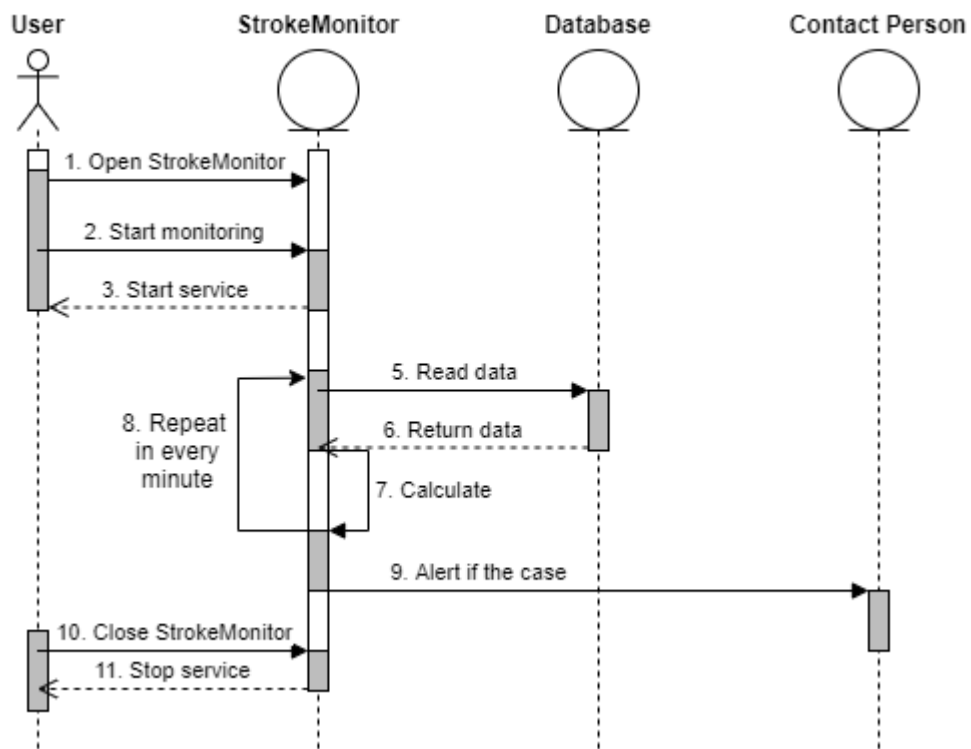 User
StrokeMonitor
Database
Contact Person
1. Open StrokeMonitor
2. Start monitoring
3. Start service
5. Read data
6. Return data
8. Repeat
in every
minute
7. Calculate
9. Alert if the case
10. Close StrokeMonitor
11. Stop service